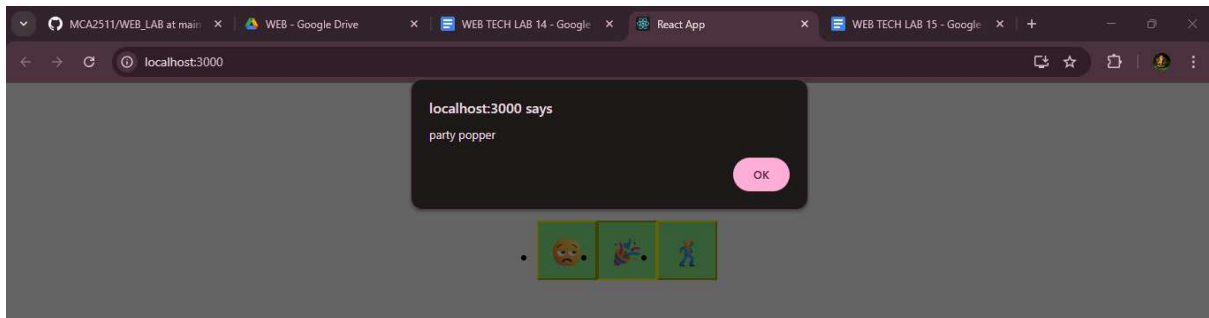 MCA2511/WEB_LAB at main
WEB - Google Drive
WEB TECH LAB 14 - Google
React App
WEB TECH LAB 15 - Google
localhost:3000
localhost:3000 says
party popper
OK